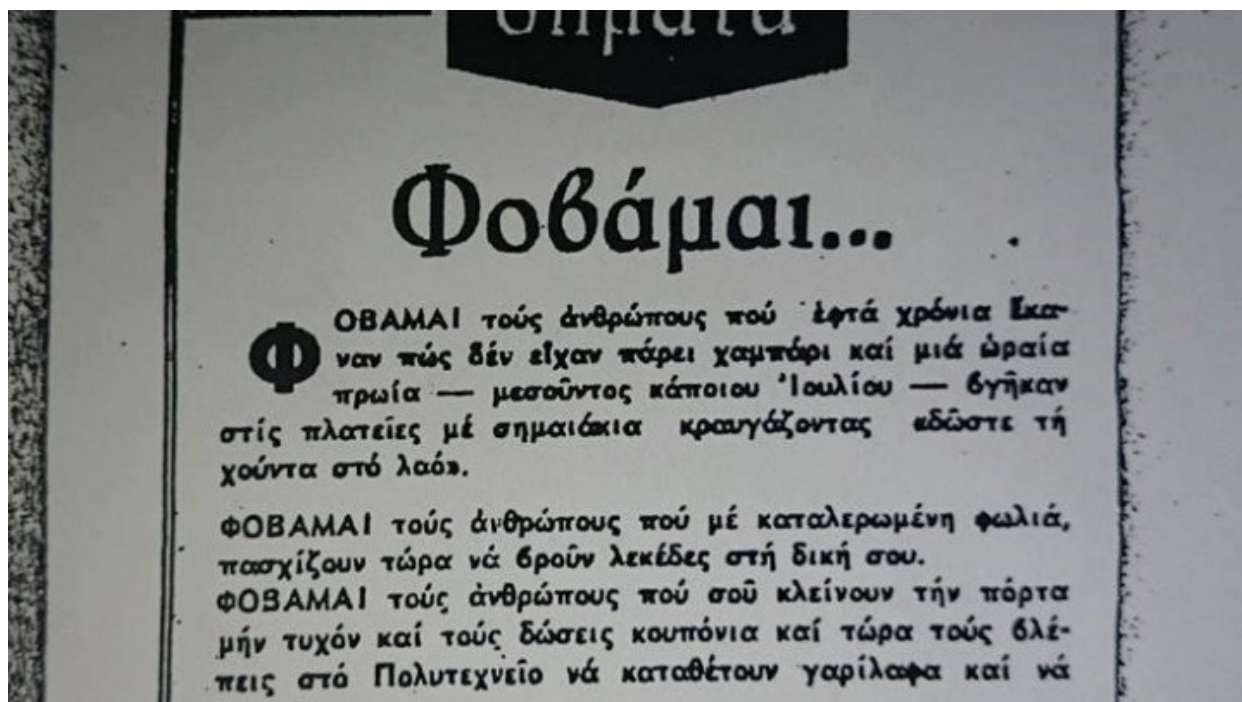 σήματα
Φοβάμαι...
ΦΟΒΑΜΑΙ τούς ἀνθρώπους πού ἑφτά χρόνια ἔκα-
ναν πώς δέν εἶχαν πάρει χαμπάρι καί μιά ὡραία
πρωία — μεσοῦντος κάποιου Ἰουλίου — βγῆκαν
στίς πλατεῖες μέ σημαιάκια κραυγάζοντας «δῶστε τή
χούντα στό λαό».
ΦΟΒΑΜΑΙ τούς ἀνθρώπους πού μέ καταλερωμένη φωλιά,
πασχίζουν τώρα νά βροῦν λεκέδες στή δική σου.
ΦΟΒΑΜΑΙ τούς ἀνθρώπους πού σοῦ κλείνουν τήν πόρτα
μήν τυχόν καί τούς δώσεις κουπόνια καί τώρα τούς βλέ-
πεις στό Πολυτεχνεῖο νά καταθέτουν γαρίφαλα καί νά